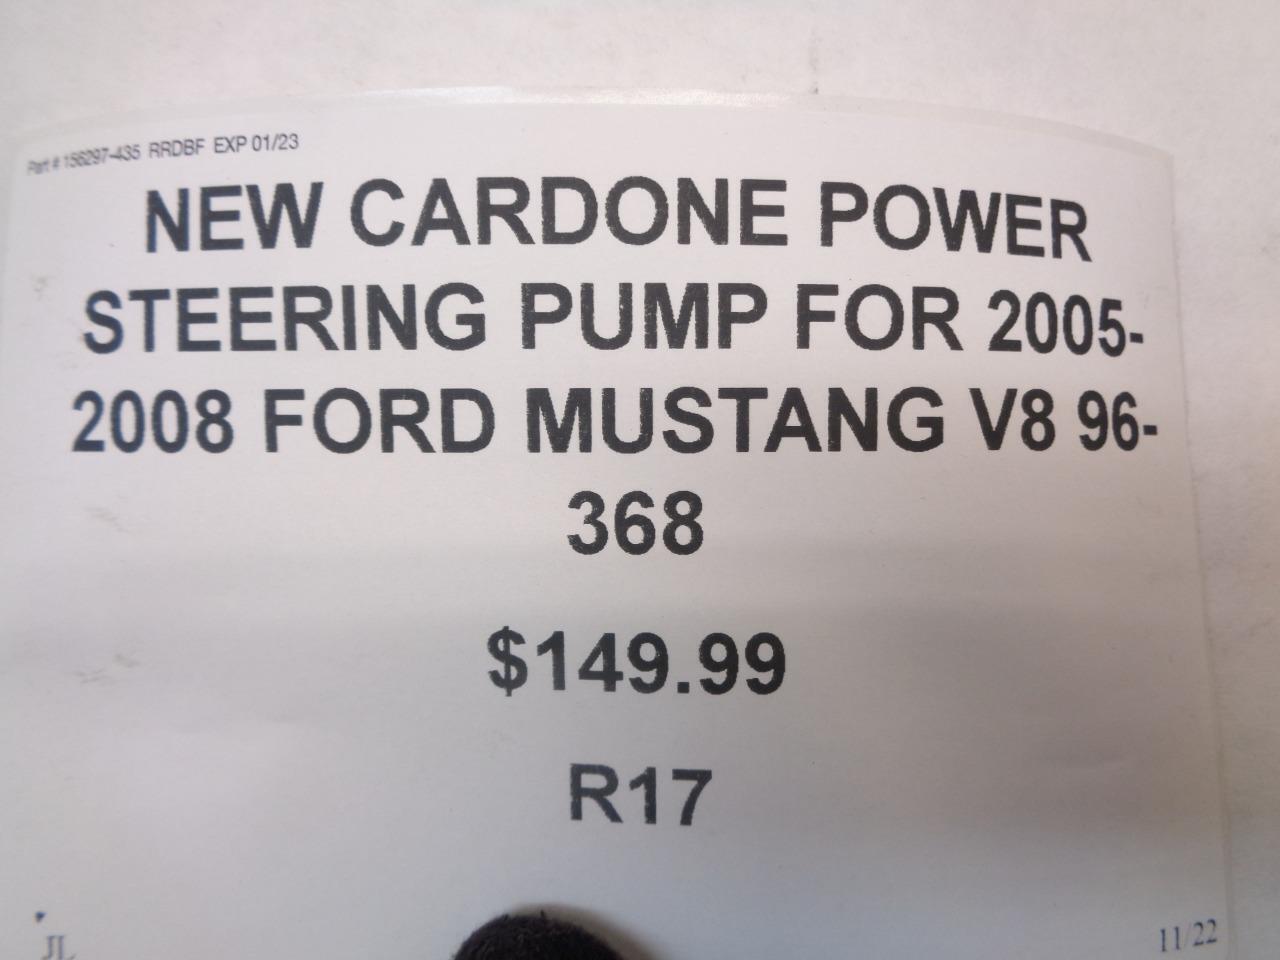 Part # 156297-435 RRDBF EXP 01/23
NEW CARDONE POWER
STEERING PUMP FOR 2005-
2008 FORD MUSTANG V8 96-
368
$149.99
R17
JL
11/22